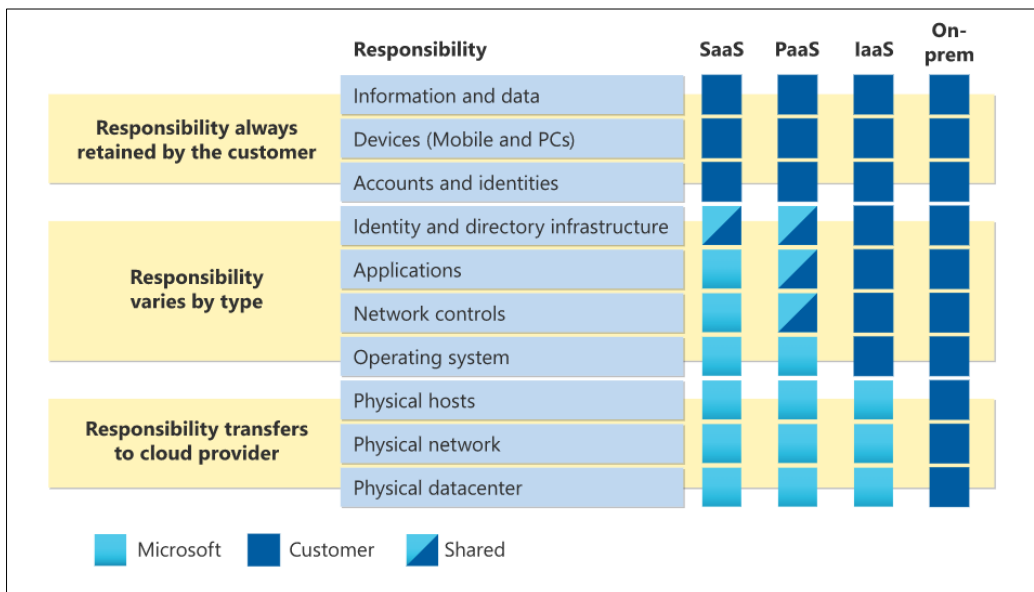 Responsibility
SaaS
PaaS
IaaS
On-
prem
Responsibility always
retained by the customer
Information and data
Devices (Mobile and PCs)
Accounts and identities
Responsibility
varies by type
Identity and directory infrastructure
Applications
Network controls
Operating system
Responsibility transfers
to cloud provider
Physical hosts
Physical network
Physical datacenter
Microsoft
Customer
Shared